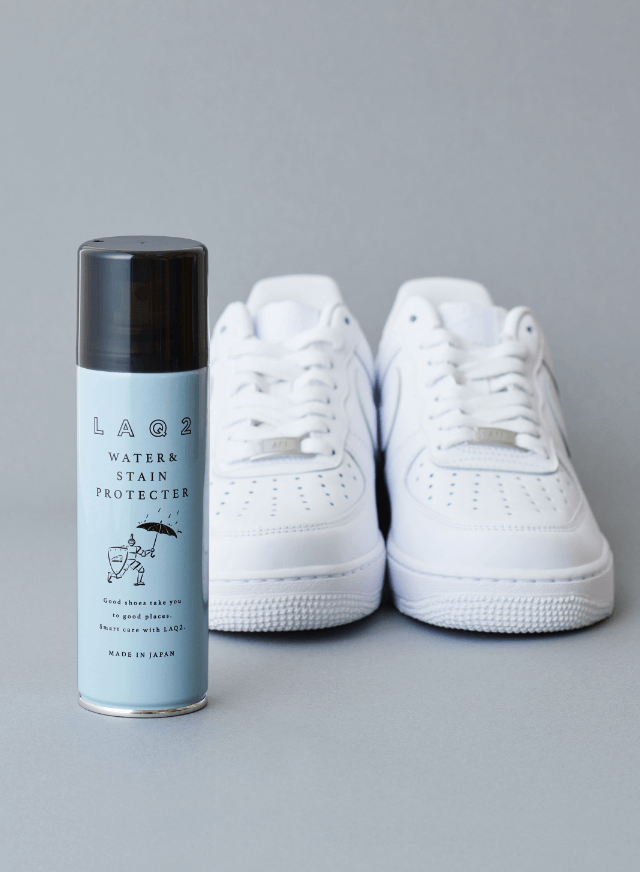 LAQ2
WATER&
STAIN
PROTECTER
Good shoes take you
to good places.
Smart care with LAQ2.
MADE IN JAPAN